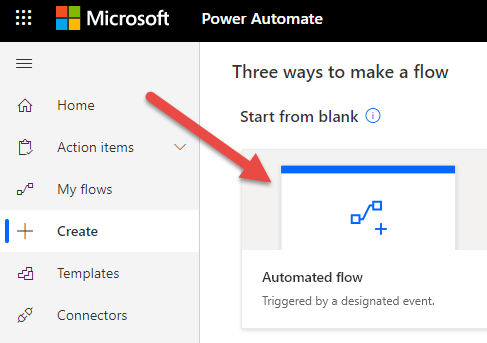 Microsoft Power Automate
Home
Action items
My flows
Create
Templates
Connectors
Three ways to make a flow
Start from blank
Automated flow
Triggered by a designated event.